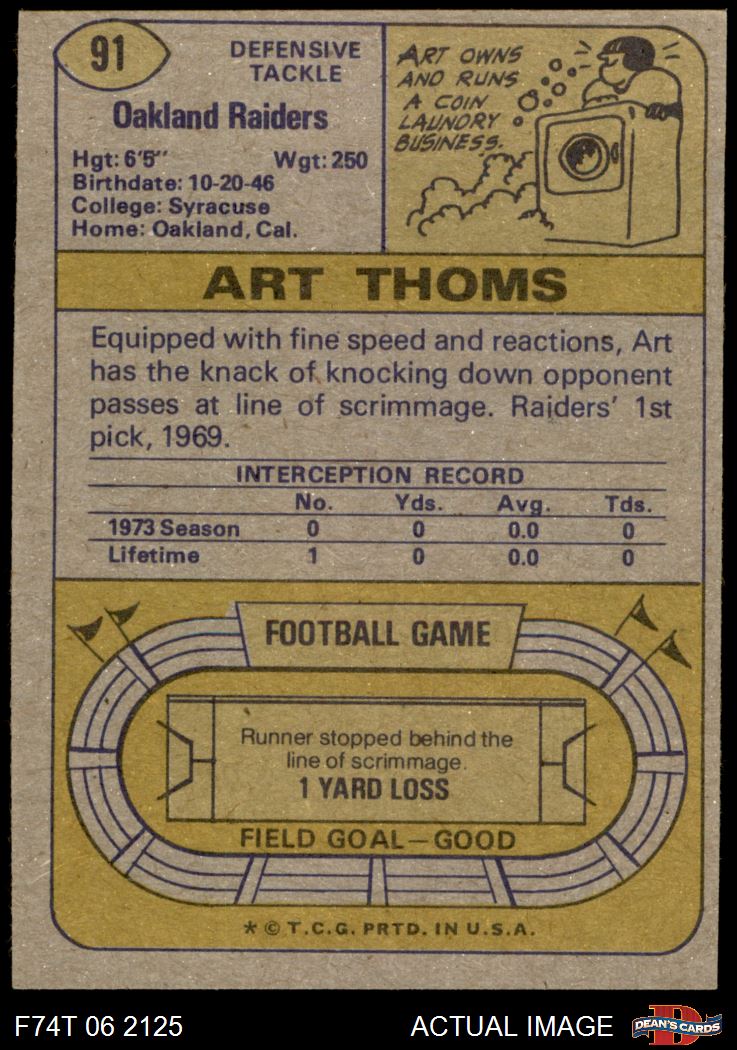 91
DEFENSIVE
TACKLE
Oakland Raiders
Hgt: 6'5" Wgt: 250
Birthdate: 10-20-46
College: Syracuse
Home: Oakland, Cal.
ART OWNS
AND RUNS
A COIN
LAUNDRY
BUSINESS.
ART THOMS
Equipped with fine speed and reactions, Art
has the knack of knocking down opponent
passes at line of scrimmage. Raiders' 1st
pick, 1969.
INTERCEPTION RECORD
No. Yds. Avg. Tds.
1973 Season 0 0 0.0 0
Lifetime 1 0 0.0 0
FOOTBALL GAME
Runner stopped behind the
line of scrimmage.
1 YARD LOSS
FIELD GOAL—GOOD
* © T.C.G. PRTD. IN U.S.A.
F74T 06 2125 ACTUAL IMAGE
D
DEAN'S CARDS